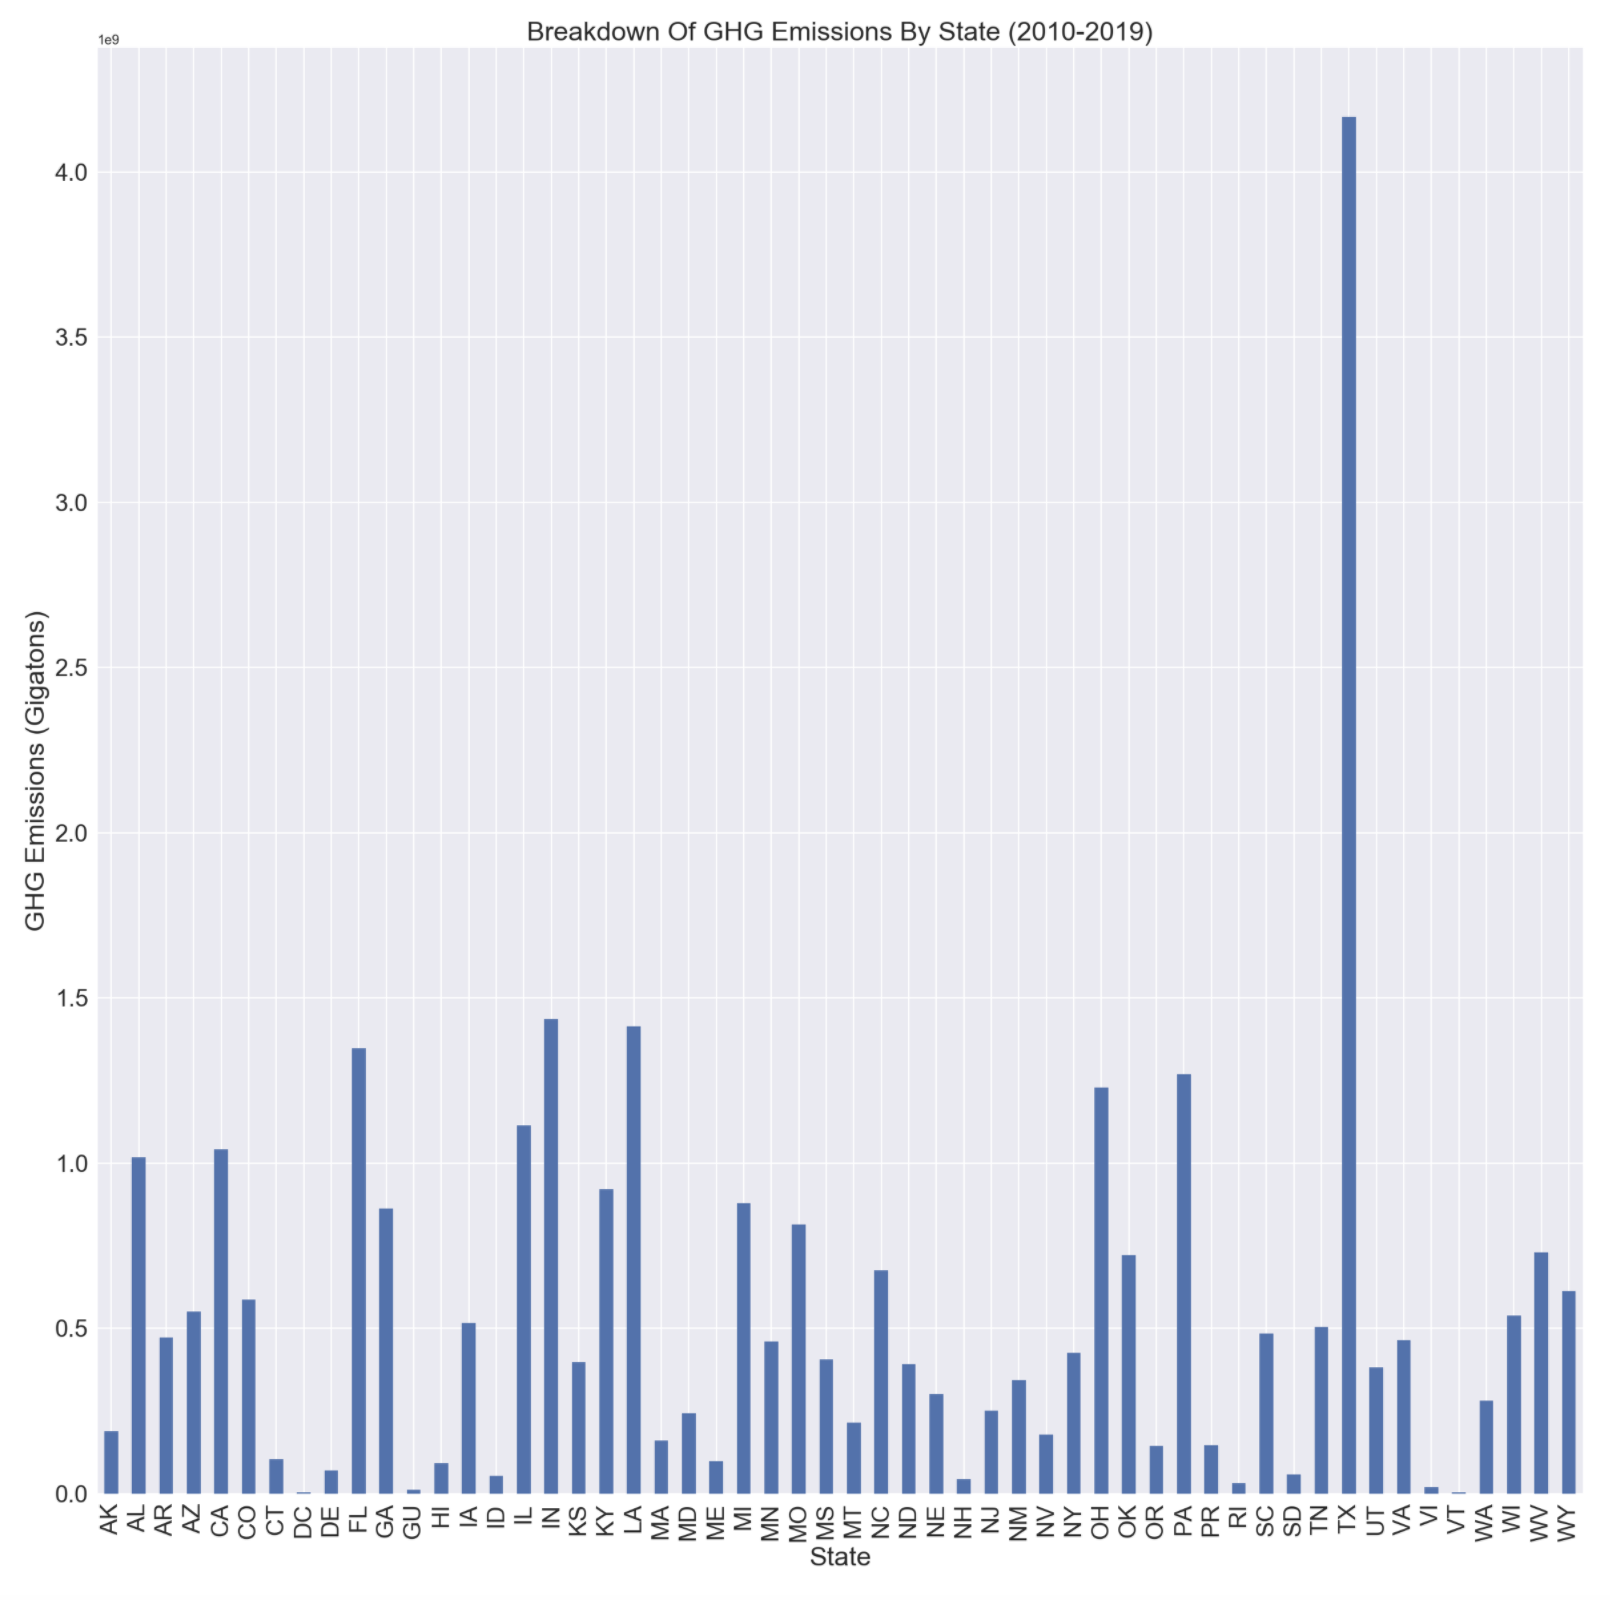 Breakdown Of GHG Emissions By State (2010-2019)
1e9
4.0
3.5
3.0
2.5
2.0
1.5
1.0
0.5
0.0
GHG Emissions (Gigatons)
AK AL AR AZ CA CO CT DC DE FL GA GU HI IA ID IL IN KS KY LA MA MD ME MI MN MO MS MT NC ND NE NH NJ NM NV NY OH OK OR PA PR RI SC SD TN TX UT VA VI VT WA WI WV WY
State